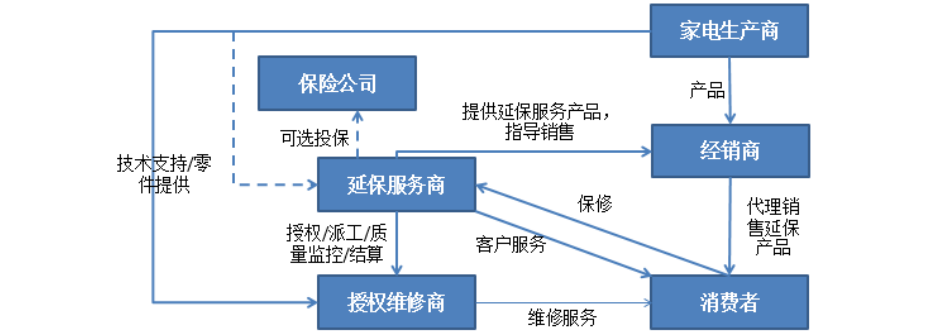 家电生产商
保险公司
产品
提供延保服务产品，
指导销售
可选投保
经销商
技术支持/零
件提供
延保服务商
保修
代理销
售延保
产品
授权/派工/质
量监控/结算
客户服务
授权维修商
消费者
维修服务